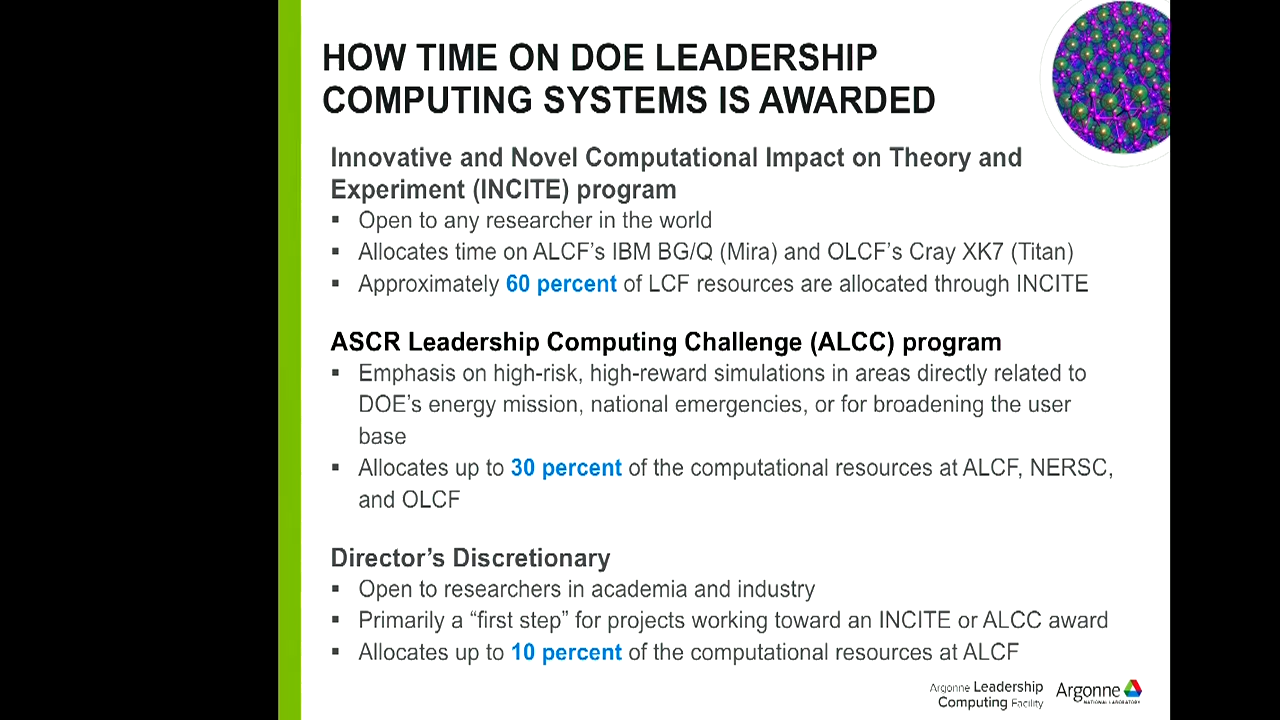 HOW TIME ON DOE LEADERSHIP
COMPUTING SYSTEMS IS AWARDED
Innovative and Novel Computational Impact on Theory and
Experiment (INCITE) program
▪ Open to any researcher in the world
▪ Allocates time on ALCF’s IBM BG/Q (Mira) and OLCF’s Cray XK7 (Titan)
▪ Approximately 60 percent of LCF resources are allocated through INCITE
ASCR Leadership Computing Challenge (ALCC) program
▪ Emphasis on high-risk, high-reward simulations in areas directly related to
DOE’s energy mission, national emergencies, or for broadening the user
base
▪ Allocates up to 30 percent of the computational resources at ALCF, NERSC,
and OLCF
Director’s Discretionary
▪ Open to researchers in academia and industry
▪ Primarily a “first step” for projects working toward an INCITE or ALCC award
▪ Allocates up to 10 percent of the computational resources at ALCF
Argonne Leadership
Computing Facility
Argonne
NATIONAL LABORATORY